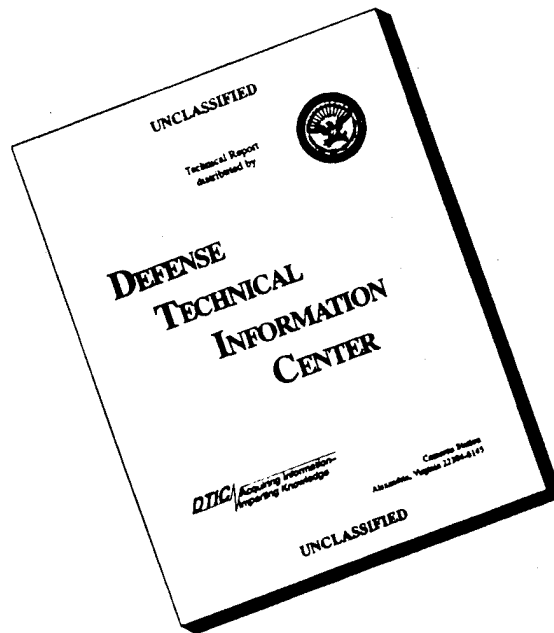 UNCLASSIFIED
Technical Report
distributed by
DEFENSE
TECHNICAL
INFORMATION
CENTER
DTIC
Acquiring Information-
Imparting Knowledge
Cameron Station
Alexandria, Virginia 22304-6145
UNCLASSIFIED